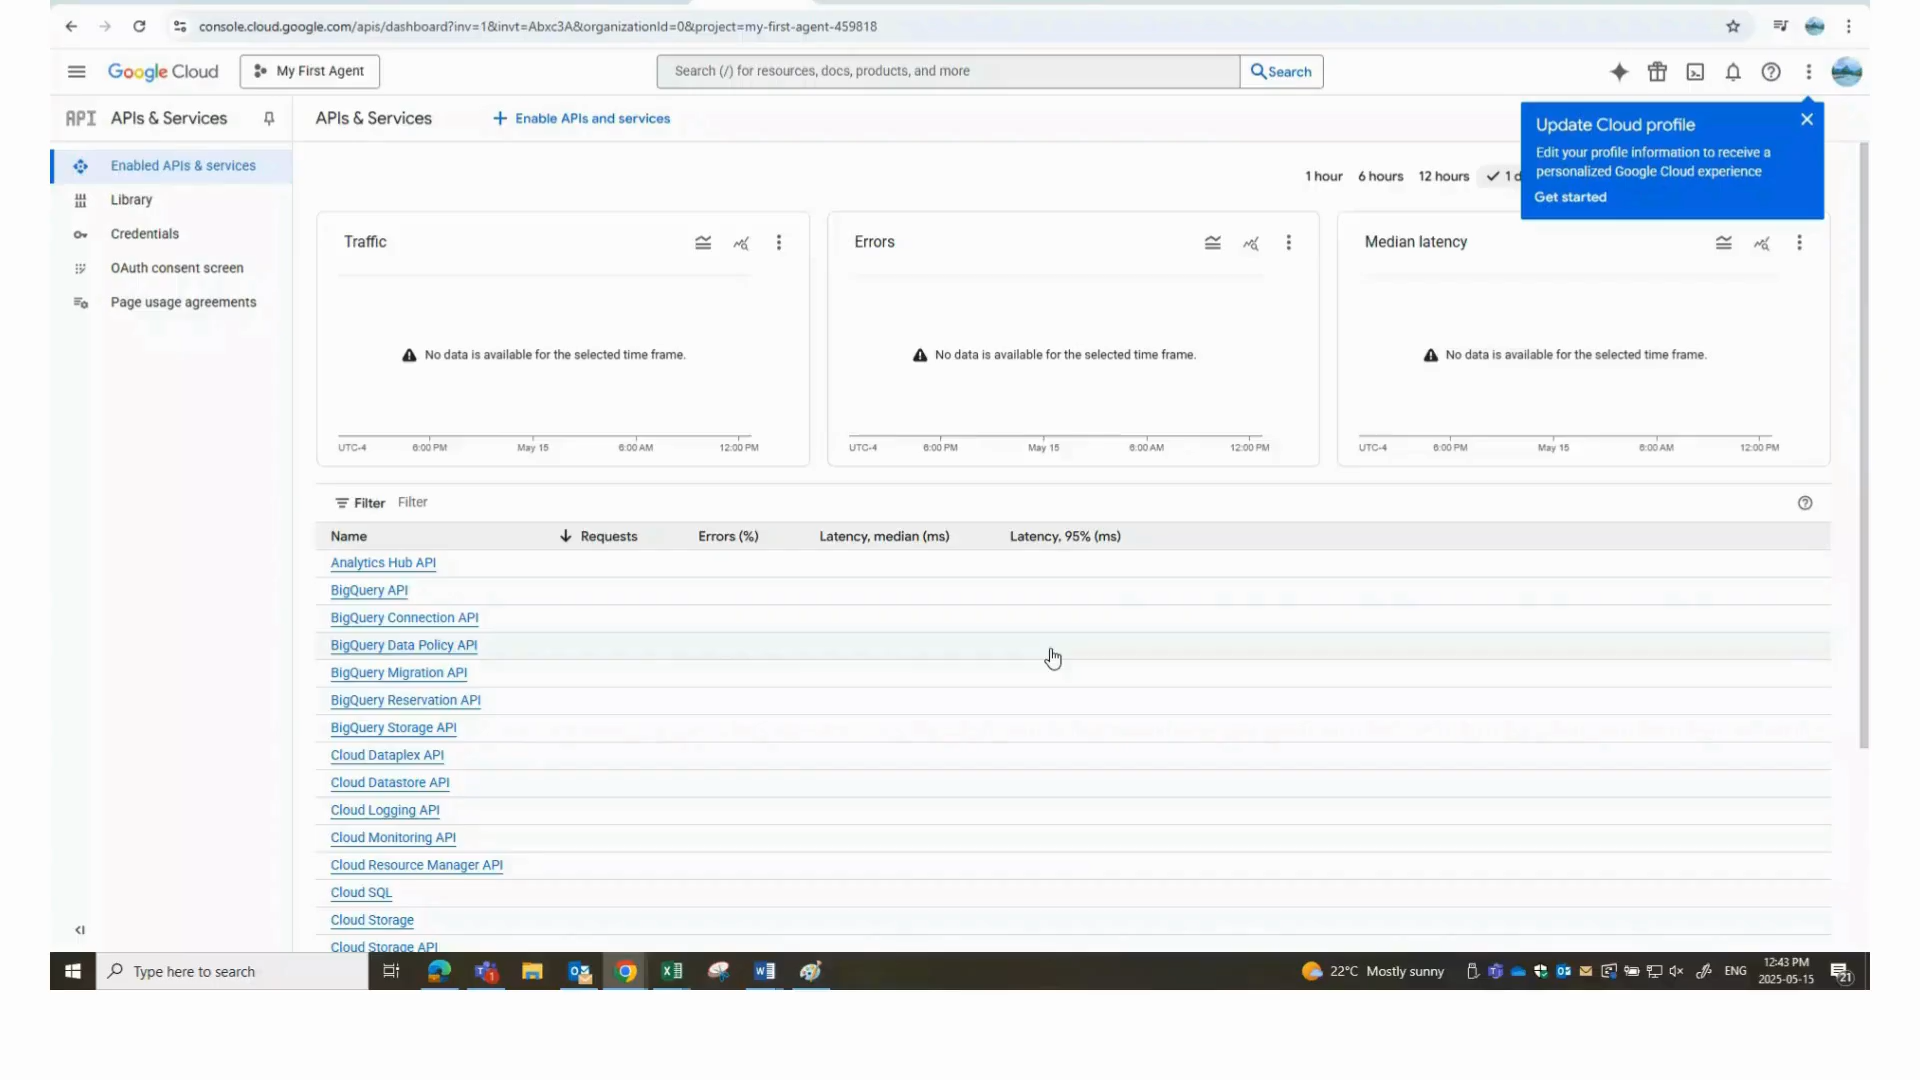 console.cloud.google.com/apis/dashboard?inv=1&invt=Abxc3A&organizationId=0&project=my-first-agent-459818
Google Cloud
My First Agent
Search (/) for resources, docs, products, and more
Search
API APIs & Services
APIs & Services
Enable APIs and services
Update Cloud profile
Edit your profile information to receive a
personalized Google Cloud experience
Get started
Enabled APIs & services
Library
Credentials
OAuth consent screen
Page usage agreements
1 hour 6 hours 12 hours 1 d
Traffic
No data is available for the selected time frame.
UTC-4 6:00 PM May 15 6:00 AM 12:00 PM
Errors
No data is available for the selected time frame.
UTC-4 6:00 PM May 15 6:00 AM 12:00 PM
Median latency
No data is available for the selected time frame.
UTC-4 6:00 PM May 15 6:00 AM 12:00 PM
Filter Filter
Name Requests Errors (%) Latency, median (ms) Latency, 95% (ms)
Analytics Hub API
BigQuery API
BigQuery Connection API
BigQuery Data Policy API
BigQuery Migration API
BigQuery Reservation API
BigQuery Storage API
Cloud Dataplex API
Cloud Datastore API
Cloud Logging API
Cloud Monitoring API
Cloud Resource Manager API
Cloud SQL
Cloud Storage
Cloud Storage API
Type here to search
22°C Mostly sunny
ENG
12:43 PM
2025-05-15
21